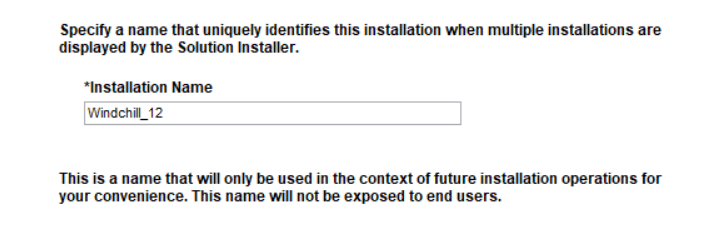 Specify a name that uniquely identifies this installation when multiple installations are
displayed by the Solution Installer.
*Installation Name
Windchill_12
This is a name that will only be used in the context of future installation operations for
your convenience. This name will not be exposed to end users.